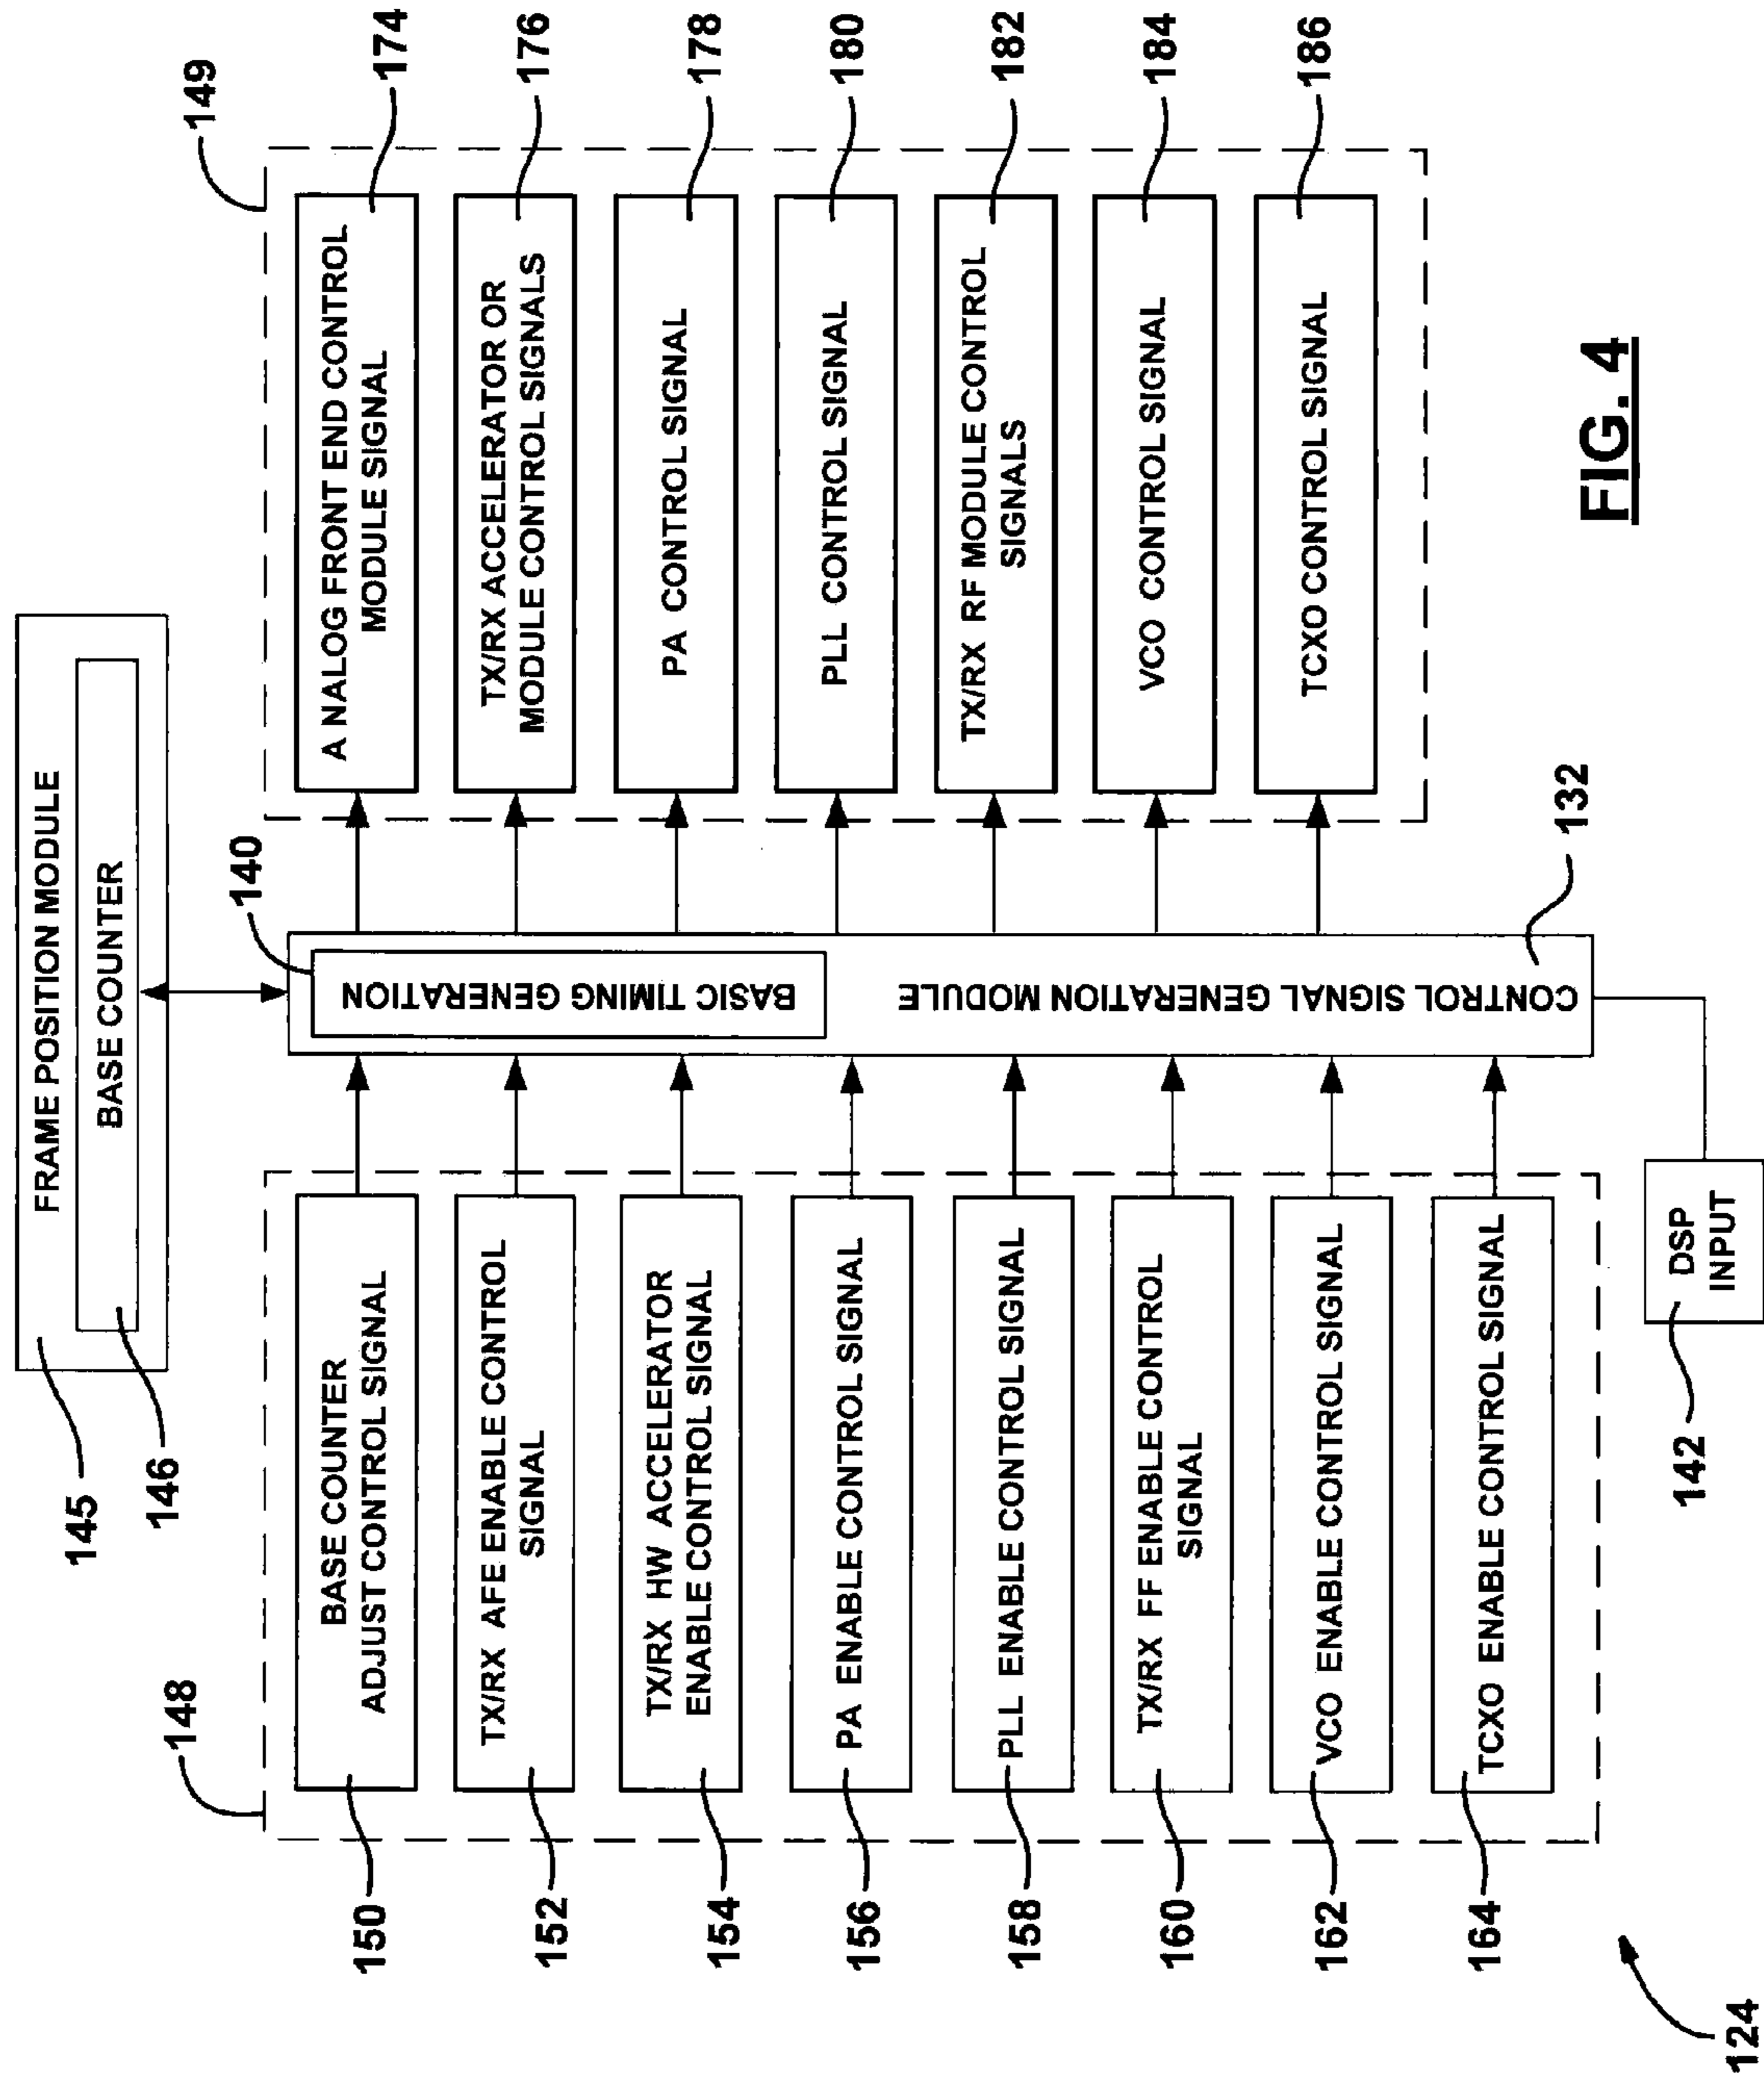 145
FRAME POSITION MODULE
146
BASE COUNTER
148
149
140
150
BASE COUNTER
ADJUST CONTROL SIGNAL
152
TX/RX AFE ENABLE CONTROL
SIGNAL
154
TX/RX HW ACCELERATOR
ENABLE CONTROL SIGNAL
156
PA ENABLE CONTROL SIGNAL
158
PLL ENABLE CONTROL SIGNAL
160
TX/RX FF ENABLE CONTROL
SIGNAL
162
VCO ENABLE CONTROL SIGNAL
164
TCXO ENABLE CONTROL SIGNAL
BASIC TIMING GENERATION
CONTROL SIGNAL GENERATION MODULE
132
A NALOG FRONT END CONTROL
MODULE SIGNAL
174
TX/RX ACCELERATOR OR
MODULE CONTROL SIGNALS
176
PA CONTROL SIGNAL
178
PLL CONTROL SIGNAL
180
TX/RX RF MODULE CONTROL
SIGNALS
182
VCO CONTROL SIGNAL
184
TCXO CONTROL SIGNAL
186
142
DSP
INPUT
124
FIG. 4